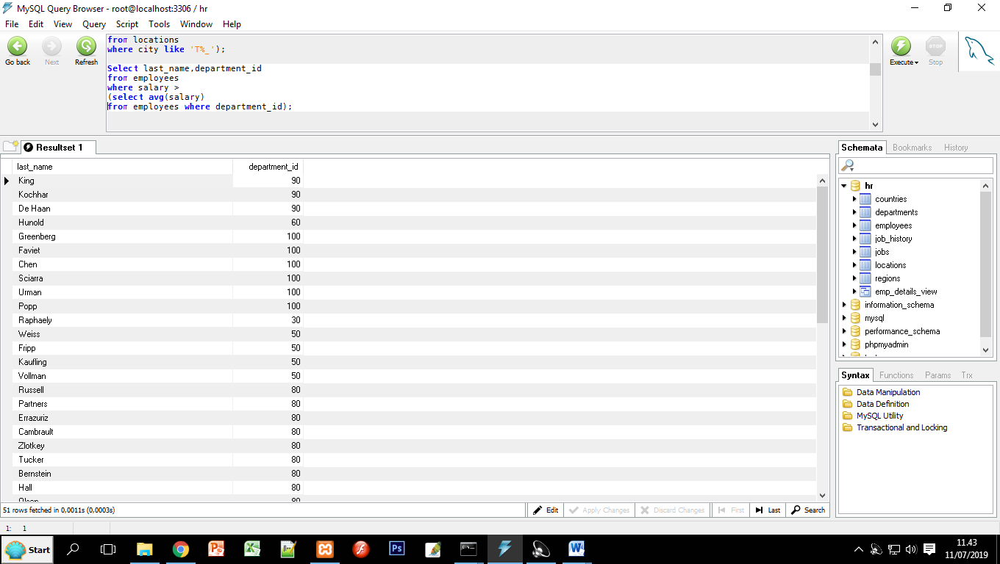 MySQL Query Browser - root@localhost:3306 / hr
File Edit View Query Script Tools Window Help
Go back Next Refresh
from locations
where city like 'T%_');
Select last_name,department_id
from employees
where salary >
(select avg(salary)
from employees where department_id);
Execute Stop
STOP
Resultset 1
last_name department_id
King 90
Kochhar 90
De Haan 90
Hunold 60
Greenberg 100
Faviet 100
Chen 100
Sciarra 100
Urman 100
Popp 100
Raphaely 30
Weiss 50
Fripp 50
Kaufling 50
Vollman 50
Russell 80
Partners 80
Errazuriz 80
Cambrault 80
Zlotkey 80
Tucker 80
Bernstein 80
Hall 80
51 rows fetched in 0,0011s (0,0003s)
Edit Apply Changes Discard Changes First Last Search
1: 1
Schemata Bookmarks History
hr
countries
departments
employees
job_history
jobs
locations
regions
emp_details_view
information_schema
mysql
performance_schema
phpmyadmin
Syntax Functions Params Trx
Data Manipulation
Data Definition
MySQL Utility
Transactional and Locking
Start
Ps
11.43
11/07/2019